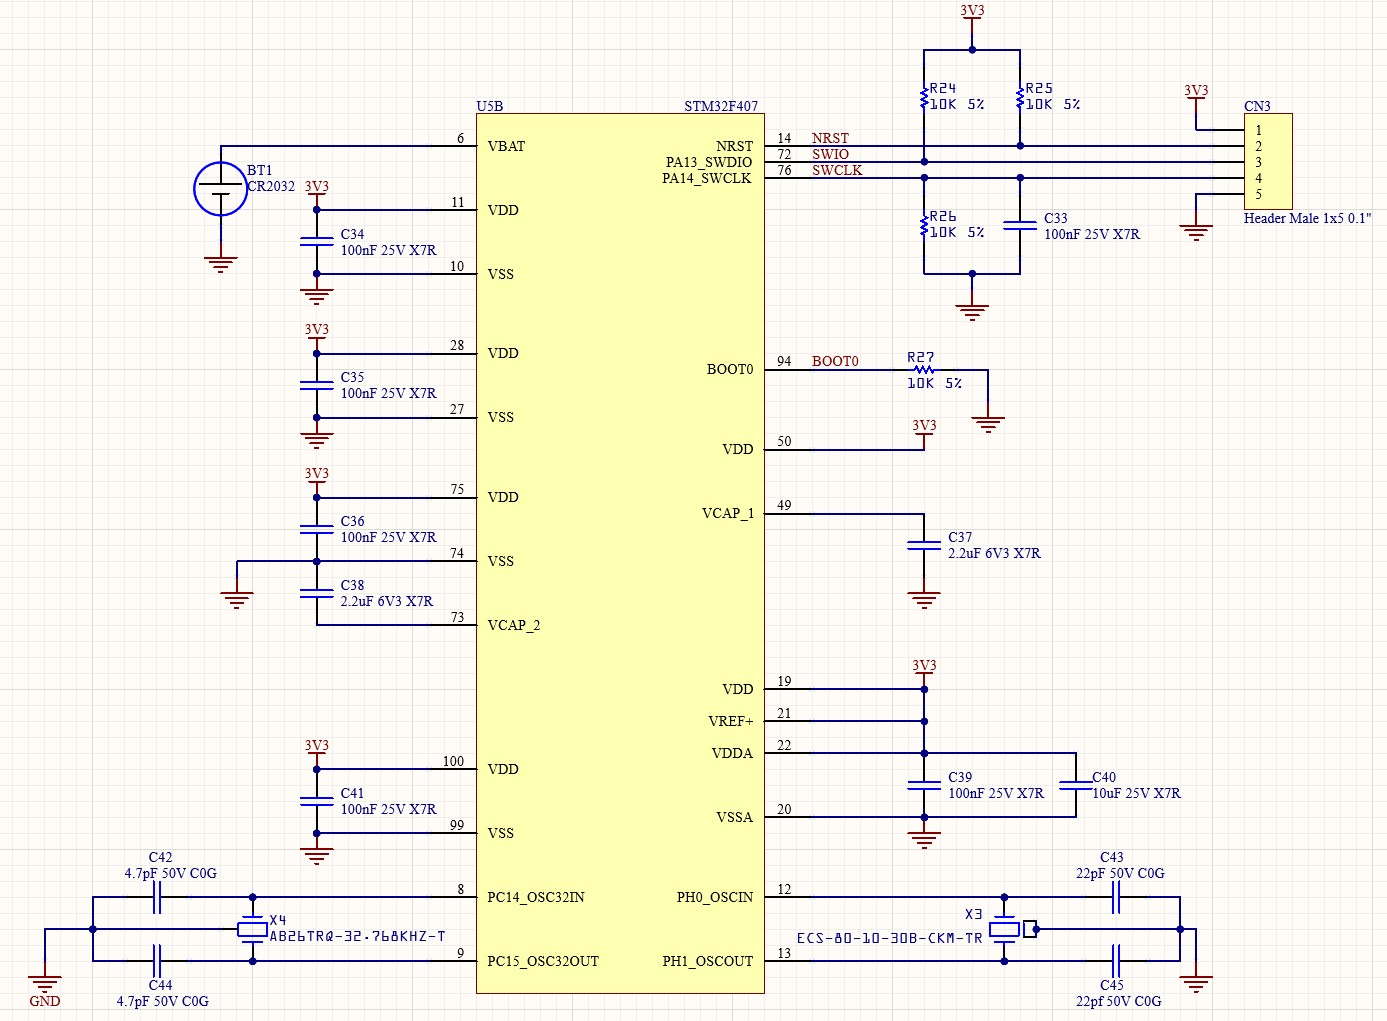 3V3
R24
10K 5%
R25
10K 5%
3V3
CN3
U5B
STM32F407
1
2
3
4
5
Header Male 1x5 0.1"
6
VBAT
NRST
14
NRST
PA13_SWDIO
72
SWIO
PA14_SWCLK
76
SWCLK
BT1
CR2032
3V3
11
VDD
C34
100nF 25V X7R
10
VSS
R26
10K 5%
C33
100nF 25V X7R
3V3
28
VDD
C35
100nF 25V X7R
27
VSS
BOOT0
94
BOOT0
R27
10K 5%
3V3
VDD
50
3V3
75
VDD
C36
100nF 25V X7R
74
VSS
C38
2.2uF 6V3 X7R
73
VCAP_2
VCAP_1
49
C37
2.2uF 6V3 X7R
3V3
VDD
19
VREF+
21
VDDA
22
C39
100nF 25V X7R
C40
10uF 25V X7R
VSSA
20
3V3
100
VDD
C41
100nF 25V X7R
99
VSS
C42
4.7pF 50V C0G
8
PC14_OSC32IN
X4
AB26TRQ-32.768KHZ-T
9
PC15_OSC32OUT
C44
4.7pF 50V C0G
GND
PH0_OSCIN
12
C43
22pF 50V C0G
X3
ECS-80-10-30B-CKM-TR
PH1_OSCOUT
13
C45
22pf 50V C0G